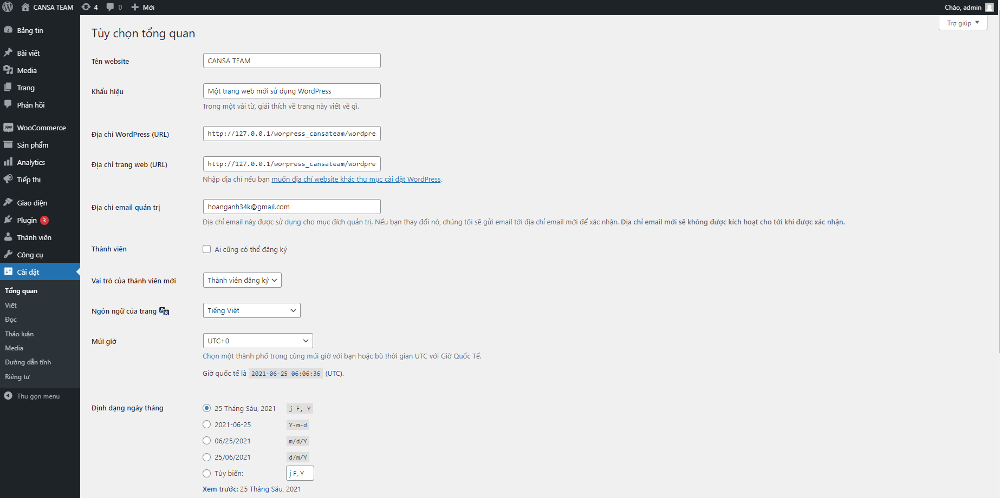 CANSA TEAM 4 0 Mới Chào, admin
Trợ giúp
Bảng tin
Bài viết
Media
Trang
Phản hồi
WooCommerce
Sản phẩm
Analytics
Tiếp thị
Giao diện
Plugin 3
Thành viên
Công cụ
Cài đặt
Tổng quan
Viết
Đọc
Thảo luận
Media
Đường dẫn tĩnh
Riêng tư
Thu gọn menu
Tùy chọn tổng quan
Tên website CANSA TEAM
Khẩu hiệu Một trang web mới sử dụng WordPress
Trong một vài từ, giải thích về trang này viết về gì.
Địa chỉ WordPress (URL) http://127.0.0.1/worpress_cansateam/wordpre
Địa chỉ trang web (URL) http://127.0.0.1/worpress_cansateam/wordpre
Nhập địa chỉ nếu bạn muốn địa chỉ website khác thư mục cài đặt WordPress.
Địa chỉ email quản trị hoanganh34k@gmail.com
Địa chỉ email này được sử dụng cho mục đích quản trị. Nếu bạn thay đổi nó, chúng tôi sẽ gửi email tới địa chỉ email mới để xác nhận. Địa chỉ email mới sẽ không được kích hoạt cho tới khi được xác nhận.
Thành viên Ai cũng có thể đăng ký
Vai trò của thành viên mới Thành viên đăng ký
Ngôn ngữ của trang Tiếng Việt
Múi giờ UTC+0
Chọn một thành phố trong cùng múi giờ với bạn hoặc bù thời gian UTC với Giờ Quốc Tế.
Giờ quốc tế là 2021-06-25 06:06:36 (UTC).
Định dạng ngày tháng 25 Tháng Sáu, 2021 j F, Y
2021-06-25 Y-m-d
06/25/2021 m/d/Y
25/06/2021 d/m/Y
Tùy biến: j F, Y
Xem trước: 25 Tháng Sáu, 2021